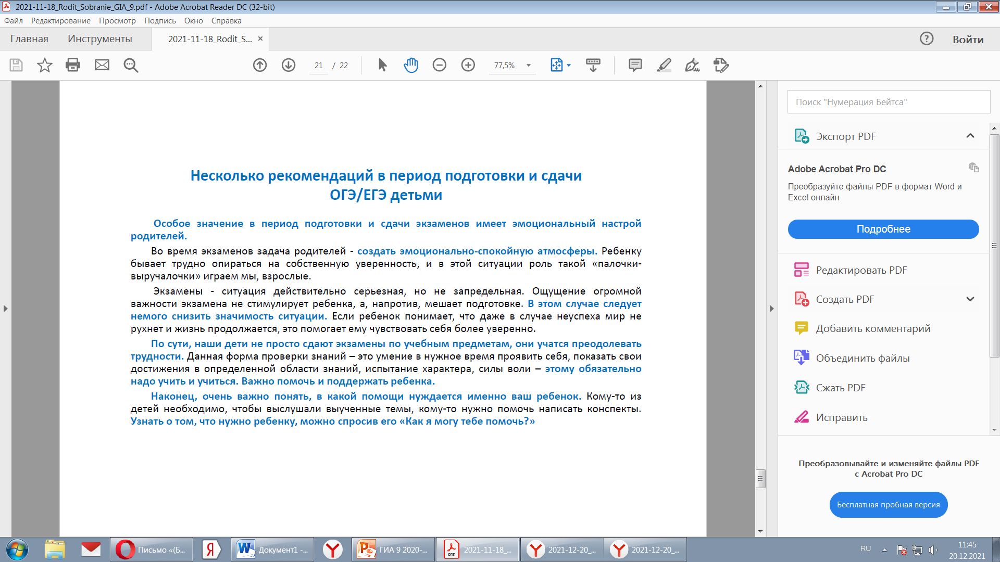 2021-11-18_Rodit_Sobranie_GIA_9.pdf - Adobe Acrobat Reader DC (32-bit)
Файл Редактирование Просмотр Подпись Окно Справка
Главная Инструменты 2021-11-18_Rodit_S... × Войти
21 / 22 77,5%
Несколько рекомендаций в период подготовки и сдачи
ОГЭ/ЕГЭ детьми
Особое значение в период подготовки и сдачи экзаменов имеет эмоциональный настрой
родителей.
Во время экзаменов задача родителей - создать эмоционально-спокойную атмосферы. Ребенку
бывает трудно опираться на собственную уверенность, и в этой ситуации роль такой «палочки-
выручалочки» играем мы, взрослые.
Экзамены - ситуация действительно серьезная, но не запредельная. Ощущение огромной
важности экзамена не стимулирует ребенка, а, напротив, мешает подготовке. В этом случае следует
немого снизить значимость ситуации. Если ребенок понимает, что даже в случае неуспеха мир не
рухнет и жизнь продолжается, это помогает ему чувствовать себя более уверенно.
По сути, наши дети не просто сдают экзамены по учебным предметам, они учатся преодолевать
трудности. Данная форма проверки знаний – это умение в нужное время проявить себя, показать свои
достижения в определенной области знаний, испытание характера, силы воли – этому обязательно
надо учить и учиться. Важно помочь и поддержать ребенка.
Наконец, очень важно понять, в какой помощи нуждается именно ваш ребенок. Кому-то из
детей необходимо, чтобы выслушали выученные темы, кому-то нужно помочь написать конспекты.
Узнать о том, что нужно ребенку, можно спросив его «Как я могу тебе помочь?»
Поиск "Нумерация Бейтса"
Экспорт PDF
Adobe Acrobat Pro DC
Преобразуйте файлы PDF в формат Word и
Excel онлайн
Подробнее
Редактировать PDF
Создать PDF
Добавить комментарий
Объединить файлы
Сжать PDF
Исправить
Преобразовывайте и изменяйте файлы PDF
с Acrobat Pro DC
Бесплатная пробная версия
Письмо «(Б... Документ1 -... ГИА 9 2020-... 2021-11-18_... 2021-12-20_... 2021-12-20_... RU 11:45
20.12.2021